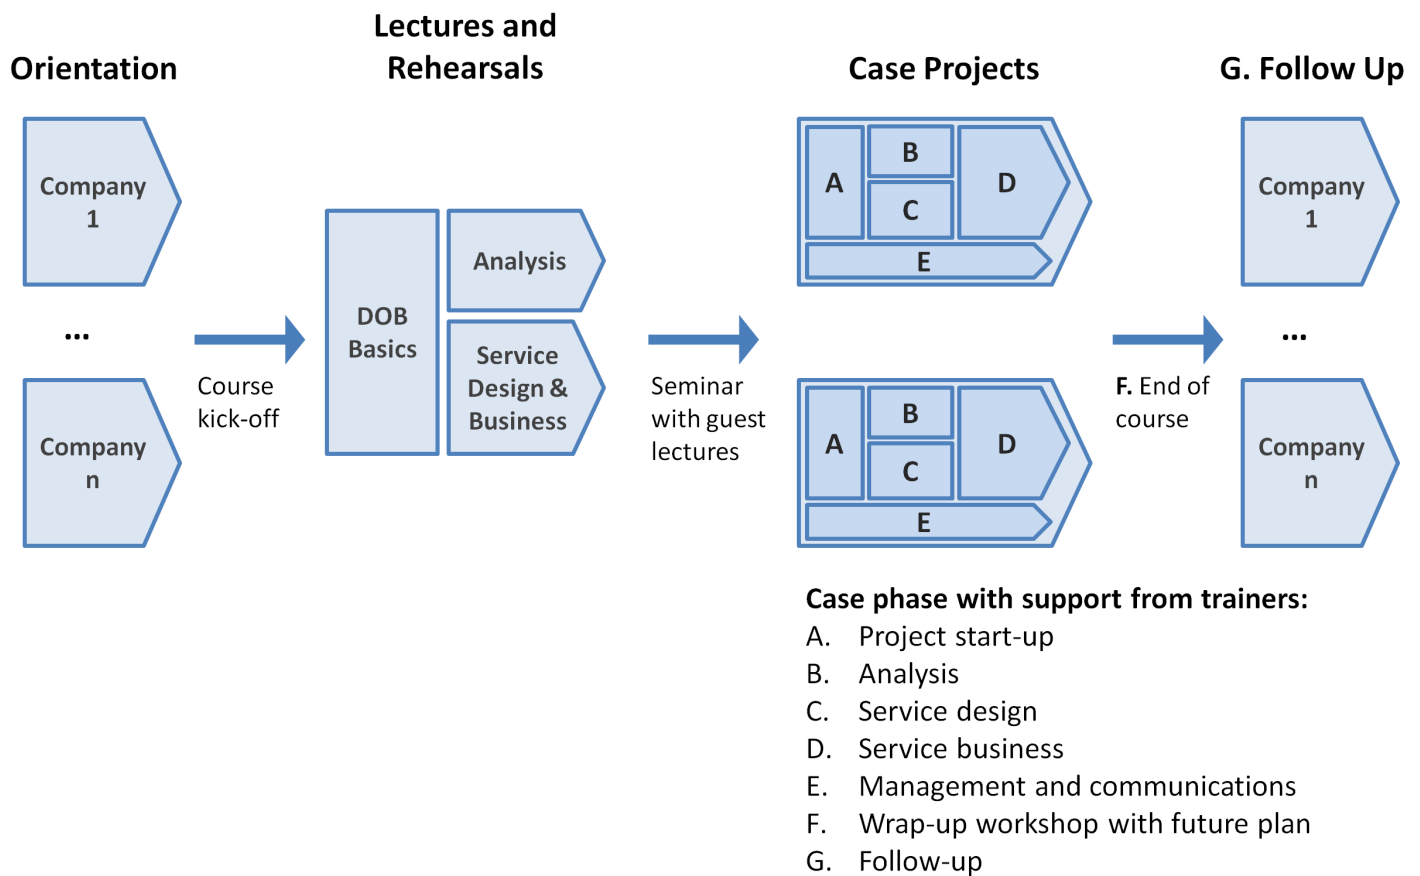 Orientation
Company
1
...
Company
n
Course
kick-off
Lectures and
Rehearsals
DOB
Basics
Analysis
Service
Design &
Business
Seminar
with guest
lectures
Case Projects
A
B
C
D
E
A
B
C
D
E
F. End of
course
G. Follow Up
Company
1
...
Company
n
Case phase with support from trainers:
A. Project start-up
B. Analysis
C. Service design
D. Service business
E. Management and communications
F. Wrap-up workshop with future plan
G. Follow-up